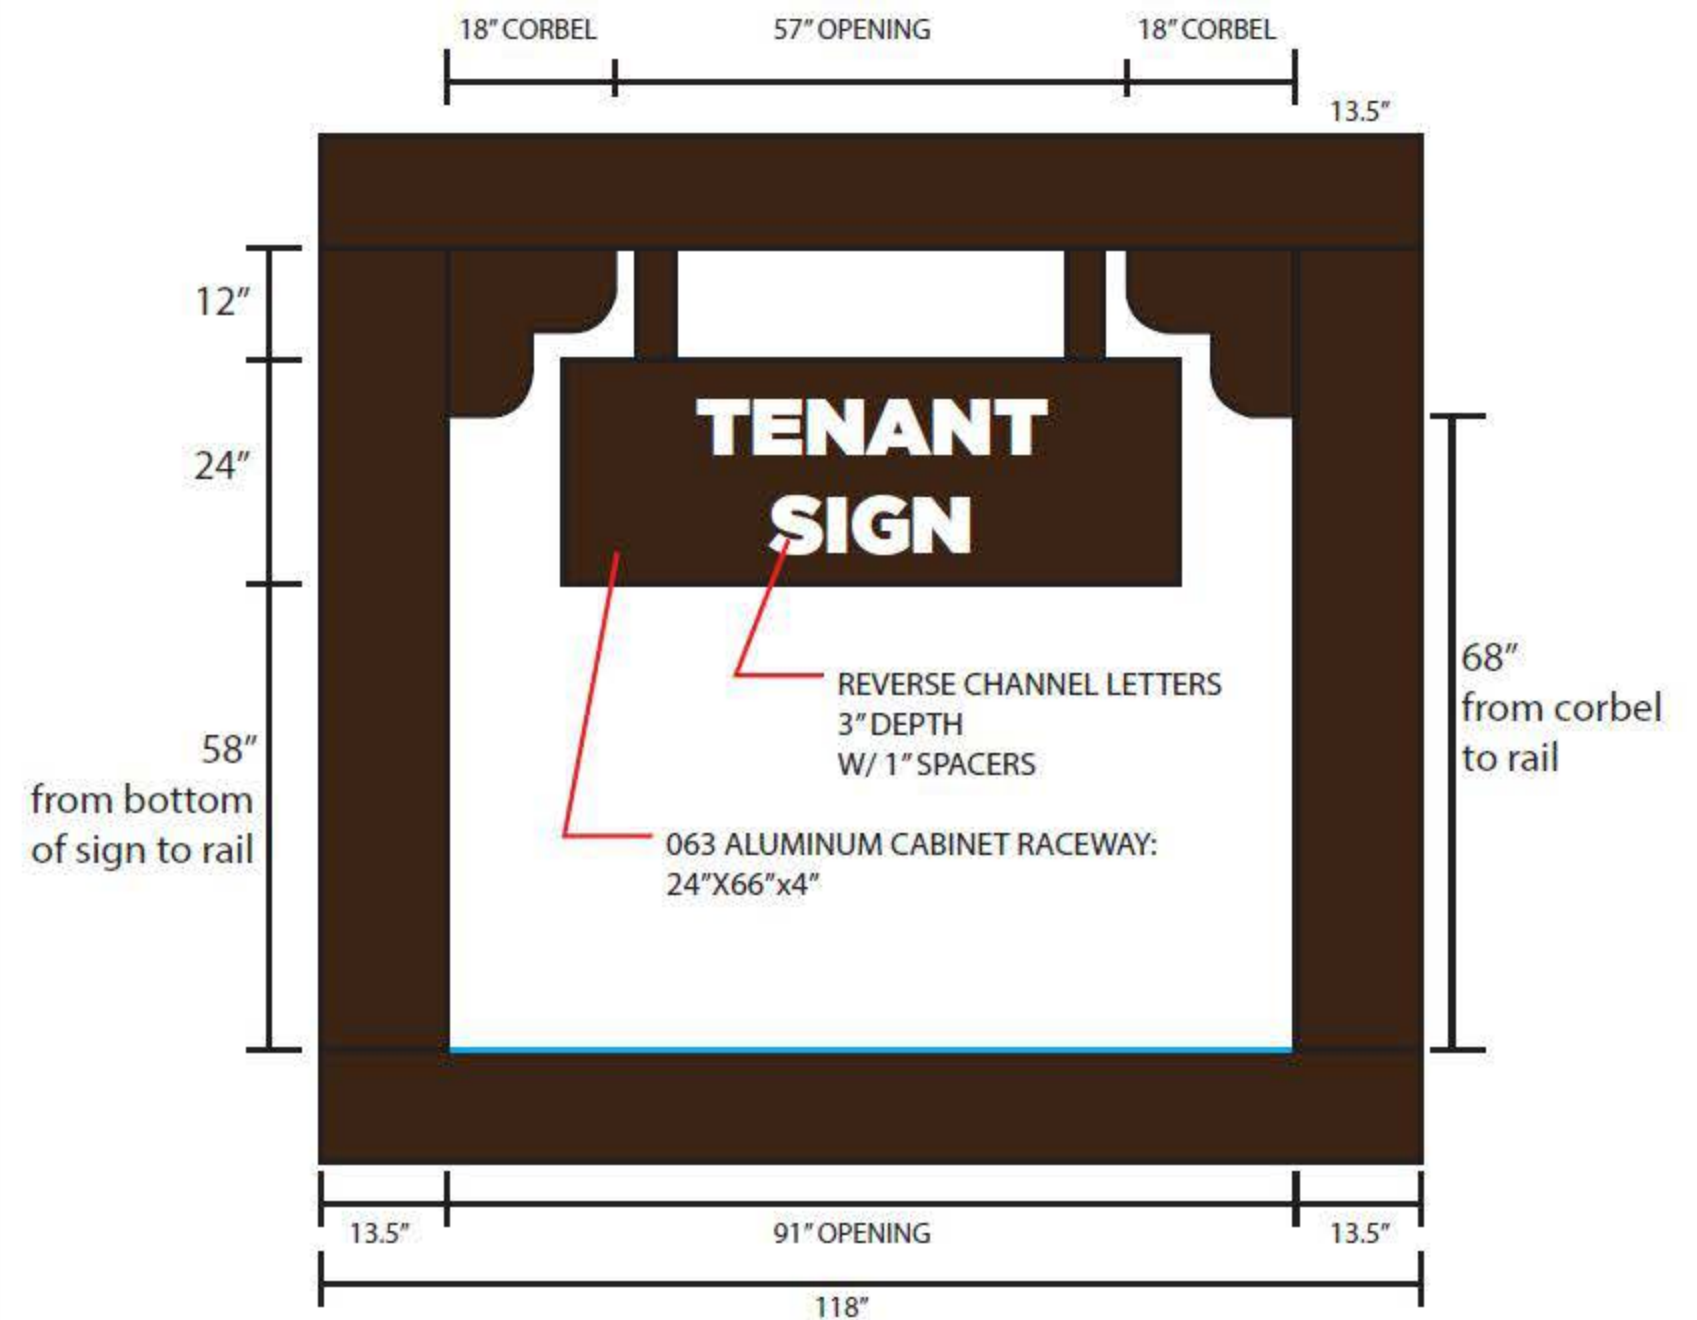 18” CORBEL
57” OPENING
18” CORBEL
13.5”
12”
24”
TENANT
SIGN
58”
from bottom
of sign to rail
REVERSE CHANNEL LETTERS
3” DEPTH
W/ 1” SPACERS
063 ALUMINUM CABINET RACEWAY:
24”X66”x4”
68”
from corbel
to rail
13.5”
91” OPENING
13.5”
118”